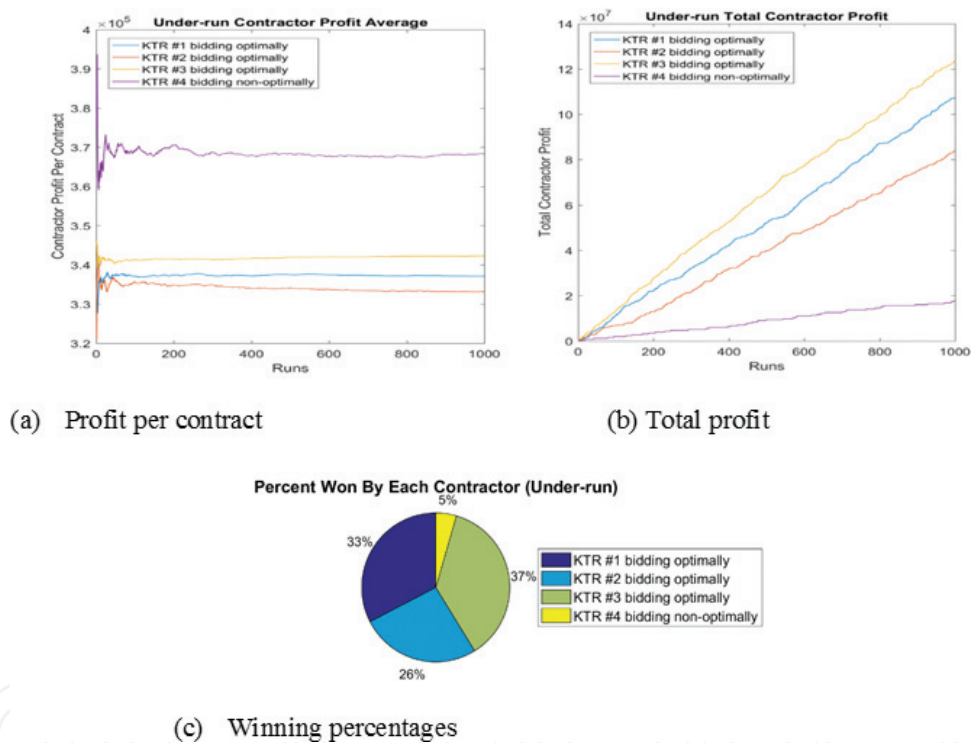 Under-run Contractor Profit Average
×10⁵
4
3.9
3.8
3.7
3.6
3.5
3.4
3.3
3.2
Contractor Profit Per Contract
KTR #1 bidding optimally
KTR #2 bidding optimally
KTR #3 bidding optimally
KTR #4 bidding non-optimally
0 200 400 600 800 1000
Runs
Under-run Total Contractor Profit
×10⁷
14
12
10
8
6
4
2
0
Total Contractor Profit
KTR #1 bidding optimally
KTR #2 bidding optimally
KTR #3 bidding optimally
KTR #4 bidding non-optimally
0 200 400 600 800 1000
Runs
(a) Profit per contract
(b) Total profit
Percent Won By Each Contractor (Under-run)
5%
33%
37%
26%
KTR #1 bidding optimally
KTR #2 bidding optimally
KTR #3 bidding optimally
KTR #4 bidding non-optimally
(c) Winning percentages